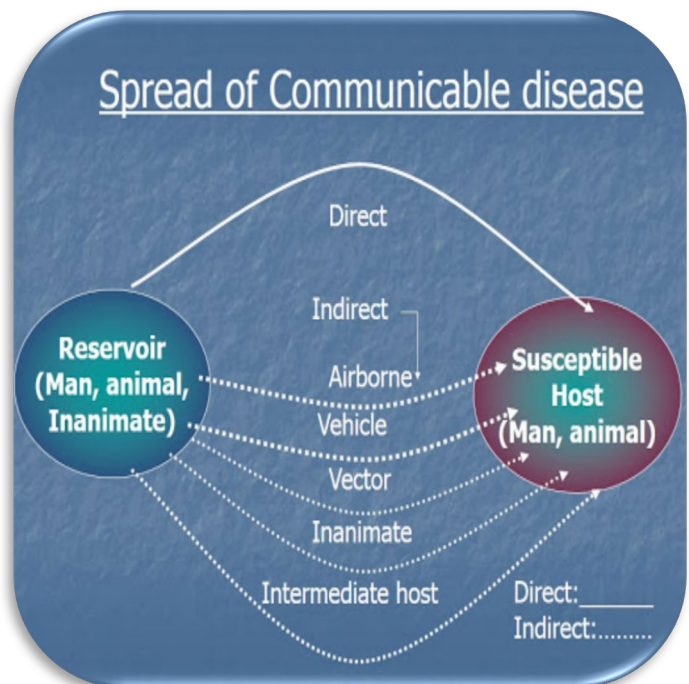 Spread of Communicable disease
Direct
Indirect
Reservoir
(Man, animal,
Inanimate)
Airborne
Vehicle
Vector
Inanimate
Intermediate host
Susceptible
Host
(Man, animal)
Direct:______
Indirect:.........